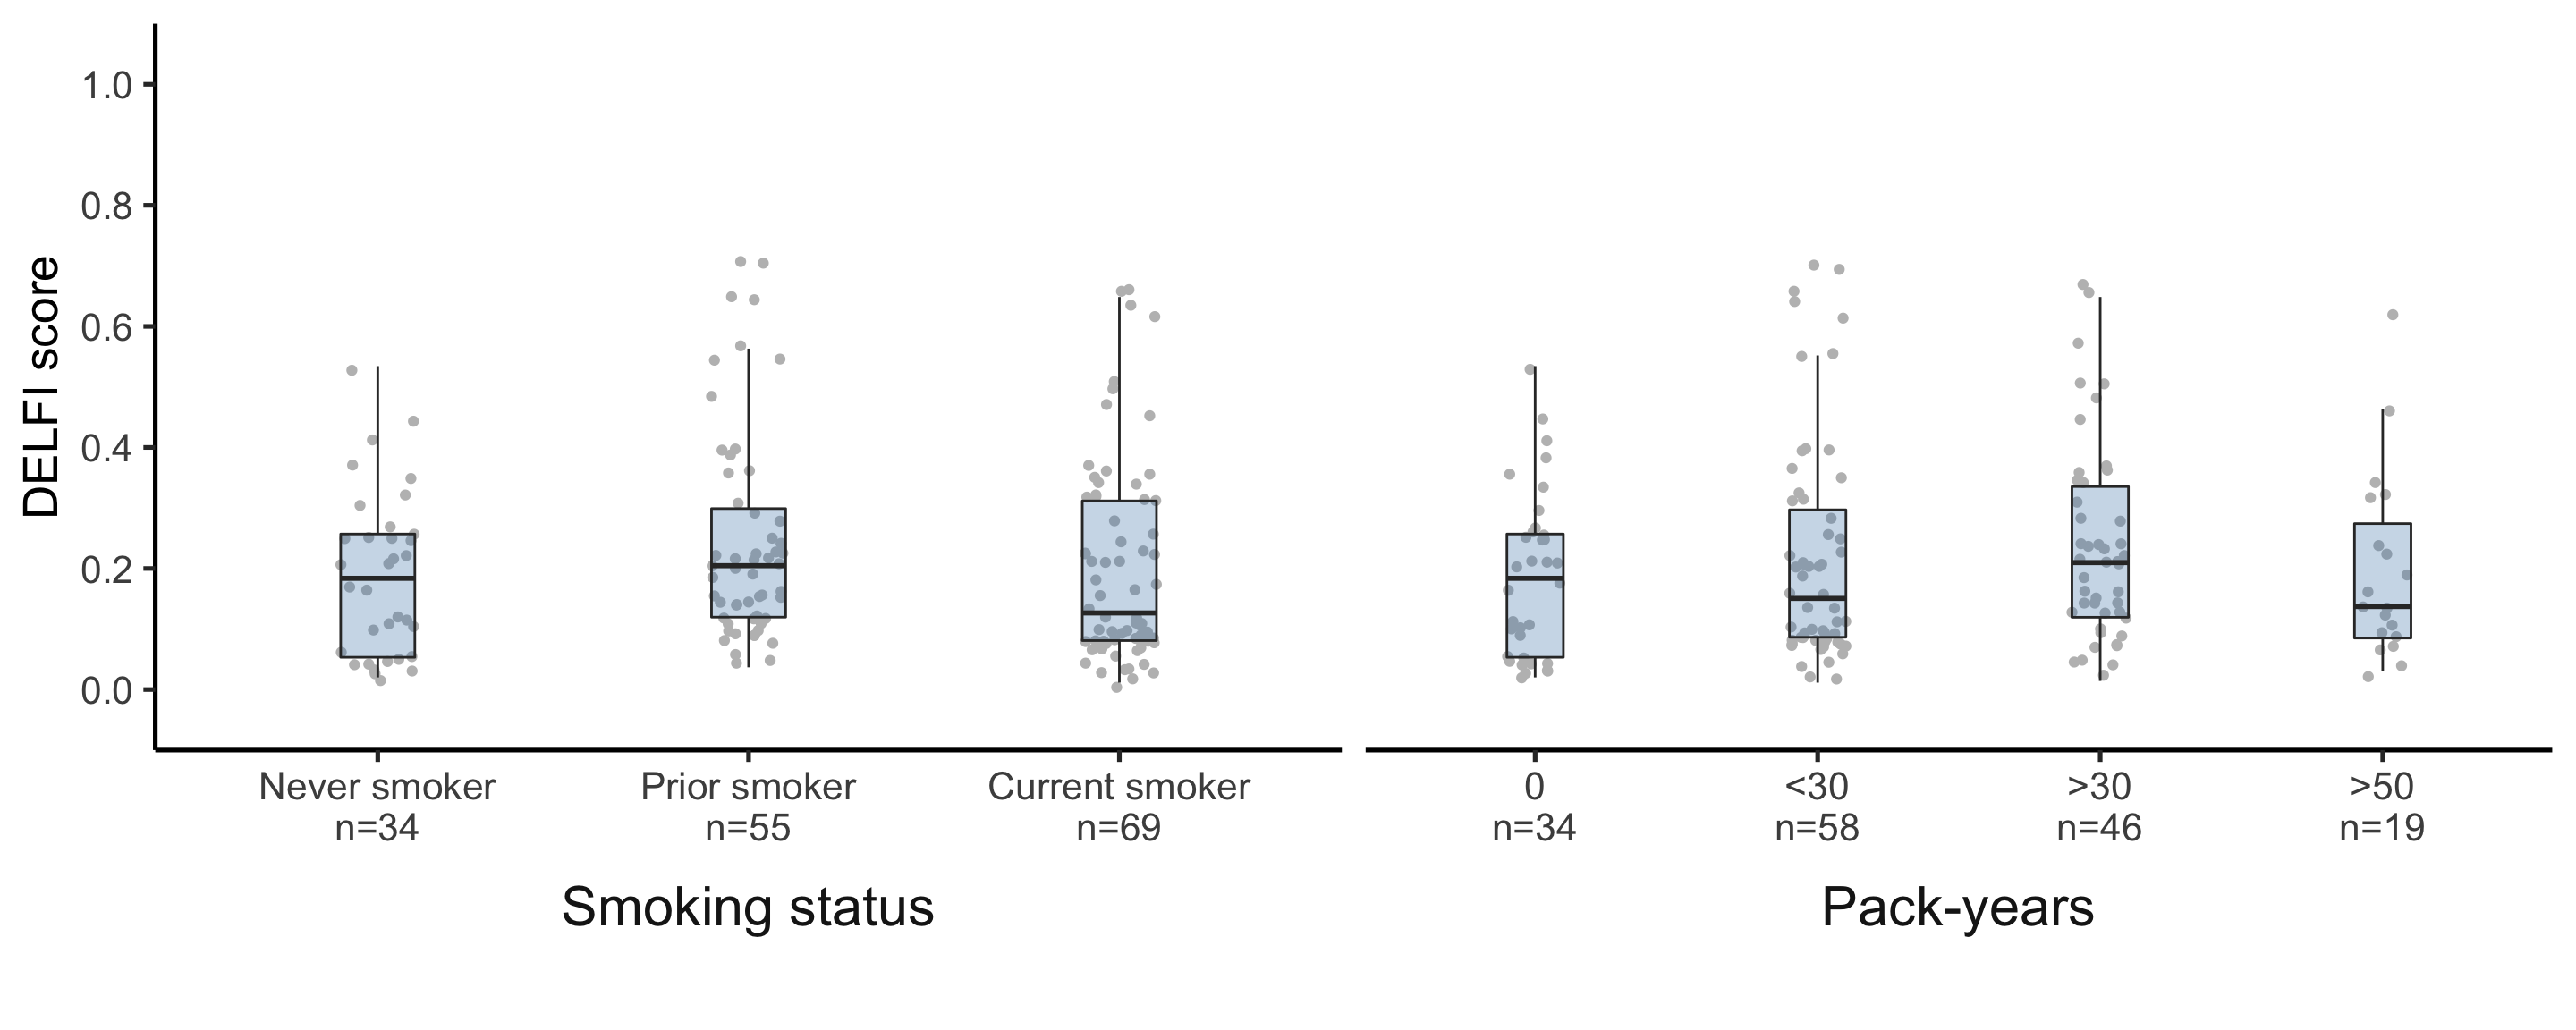 DELFI score
1.0
0.8
0.6
0.4
0.2
0.0
Never smoker
n=34
Prior smoker
n=55
Current smoker
n=69
Smoking status
0
n=34
<30
n=58
>30
n=46
>50
n=19
Pack-years